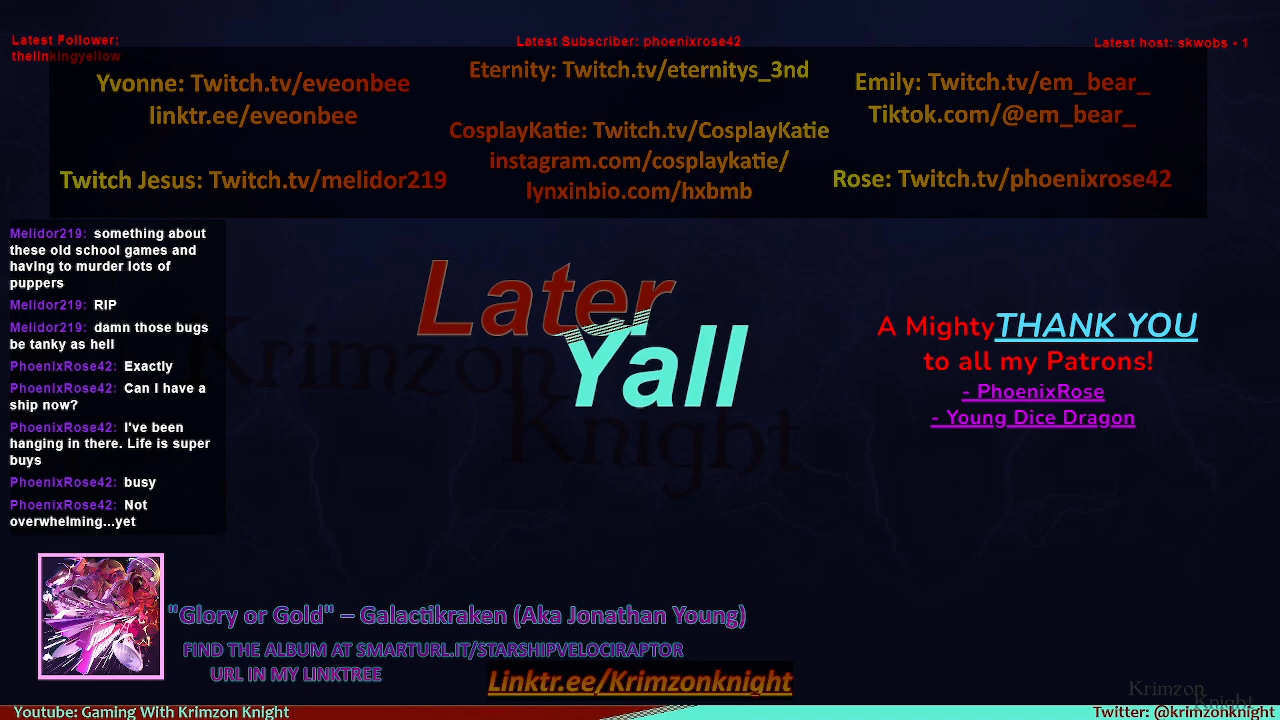 Latest Follower:
thelinkingyellow
Latest Subscriber: phoenixrose42
Latest host: skwobs - 1
Yvonne: Twitch.tv/eveonbee
linktr.ee/eveonbee
Eternity: Twitch.tv/eternitys_3nd
Emily: Twitch.tv/em_bear_
Tiktok.com/@em_bear_
CosplayKatie: Twitch.tv/CosplayKatie
instagram.com/cosplaykatie/
lynxinbio.com/hxbmb
Twitch Jesus: Twitch.tv/melidor219
Rose: Twitch.tv/phoenixrose42
Melidor219: something about
these old school games and
having to murder lots of
puppers
Melidor219: RIP
Melidor219: damn those bugs
be tanky as hell
PhoenixRose42: Exactly
PhoenixRose42: Can I have a
ship now?
PhoenixRose42: I've been
hanging in there. Life is super
buys
PhoenixRose42: busy
PhoenixRose42: Not
overwhelming...yet
Later
Yall
Krimzon
Knight
A Mighty THANK YOU
to all my Patrons!
- PhoenixRose
- Young Dice Dragon
"Glory or Gold" – Galactikraken (Aka Jonathan Young)
FIND THE ALBUM AT SMARTURL.IT/STARSHIPVELOCIRAPTOR
URL IN MY LINKTREE
Linktr.ee/Krimzonknight
Krimzon
Knight
Youtube: Gaming With Krimzon Knight
Twitter: @krimzonknight